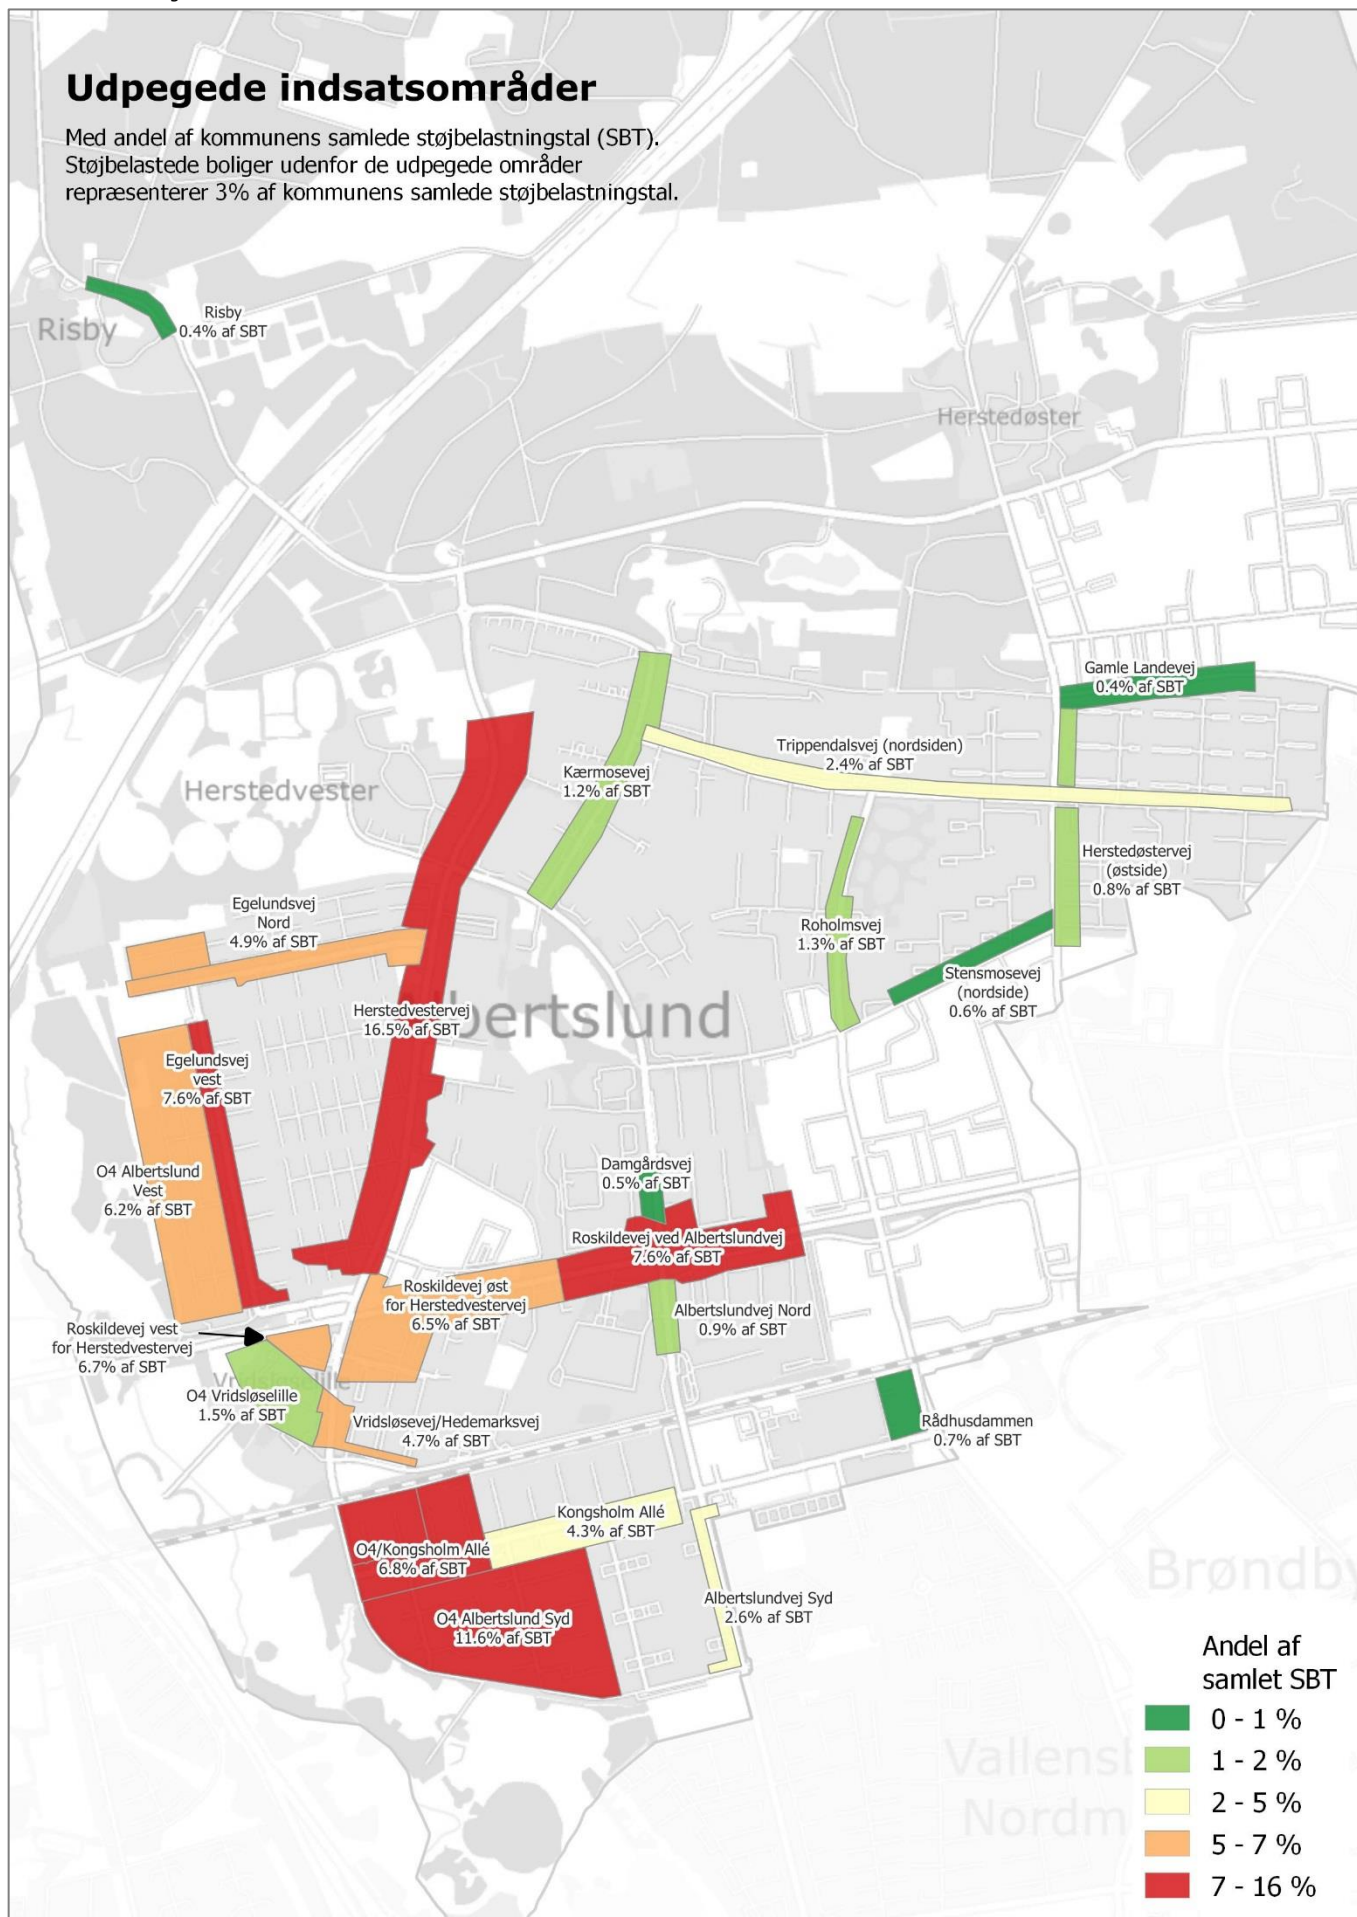 Udpegede indsatsområder
Med andel af kommunens samlede støjbelastningstal (SBT).
Støjbelastede boliger udenfor de udpegede områder
repræsenterer 3% af kommunens samlede støjbelastningstal.
Risby
Risby
0.4% af SBT
Herstedøster
Gamle Landevej
0.4% af SBT
Trippendalsvej (nordsiden)
2.4% af SBT
Kærmosevej
1.2% af SBT
Herstedvester
Herstedøstervej
(østside)
0.8% af SBT
Egelundsvej
Nord
4.9% af SBT
Roholmsvej
1.3% af SBT
Stensmosevej
(nordside)
0.6% af SBT
Herstedvestervej
16.5% af SBT
bertslund
Egelundsvej
vest
7.6% af SBT
O4 Albertslund
Vest
6.2% af SBT
Damgårdsvej
0.5% af SBT
Roskildevej ved Albertslundvej
7.6% af SBT
Roskildevej øst
for Herstedvestervej
6.5% af SBT
Albertslundvej Nord
0.9% af SBT
Roskildevej vest
for Herstedvestervej
6.7% af SBT
Vridsløselille
O4 Vridsløselille
1.5% af SBT
Vridsløsevej/Hedemarksvej
4.7% af SBT
Rådhusdammen
0.7% af SBT
Kongsholm Allé
4.3% af SBT
O4/Kongsholm Allé
6.8% af SBT
Albertslundvej Syd
2.6% af SBT
O4 Albertslund Syd
11.6% af SBT
Brøndby
Vallensb
Nordm
Andel af
samlet SBT
0 - 1 %
1 - 2 %
2 - 5 %
5 - 7 %
7 - 16 %